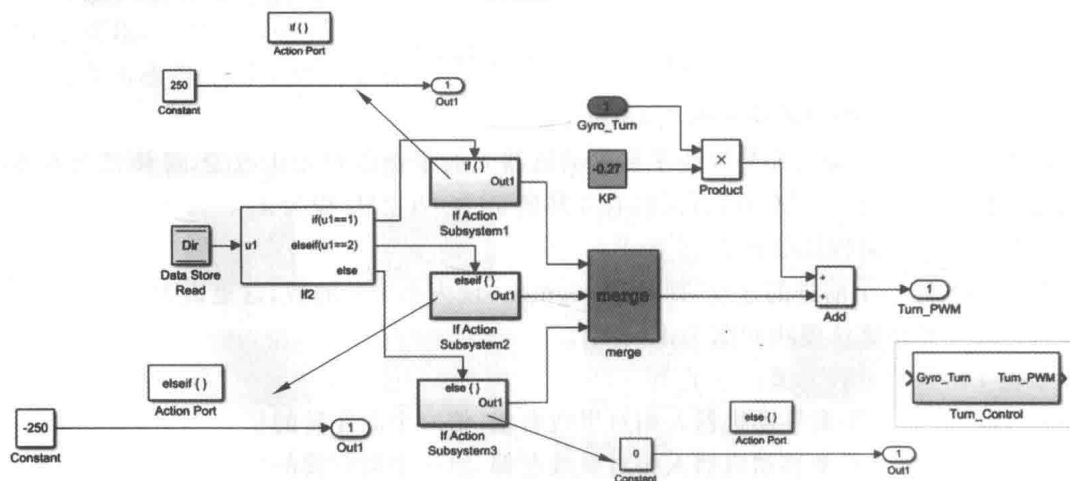 if { }
Action Port
250
Constant
1
Out1
1
Gyro_Turn
-0.27
KP
×
Product
if { }
Out1
If Action
Subsystem1
Dir
Data Store
Read
u1
if(u1==1)
elseif(u1==2)
else
If2
elseif { }
Out1
If Action
Subsystem2
merge
merge
+
+
Add
1
Turn_PWM
Gyro_Turn
Turn_PWM
Turn_Control
elseif { }
Action Port
else { }
Out1
If Action
Subsystem3
else { }
Action Port
-250
Constant
1
Out1
0
Constant
1
Out1